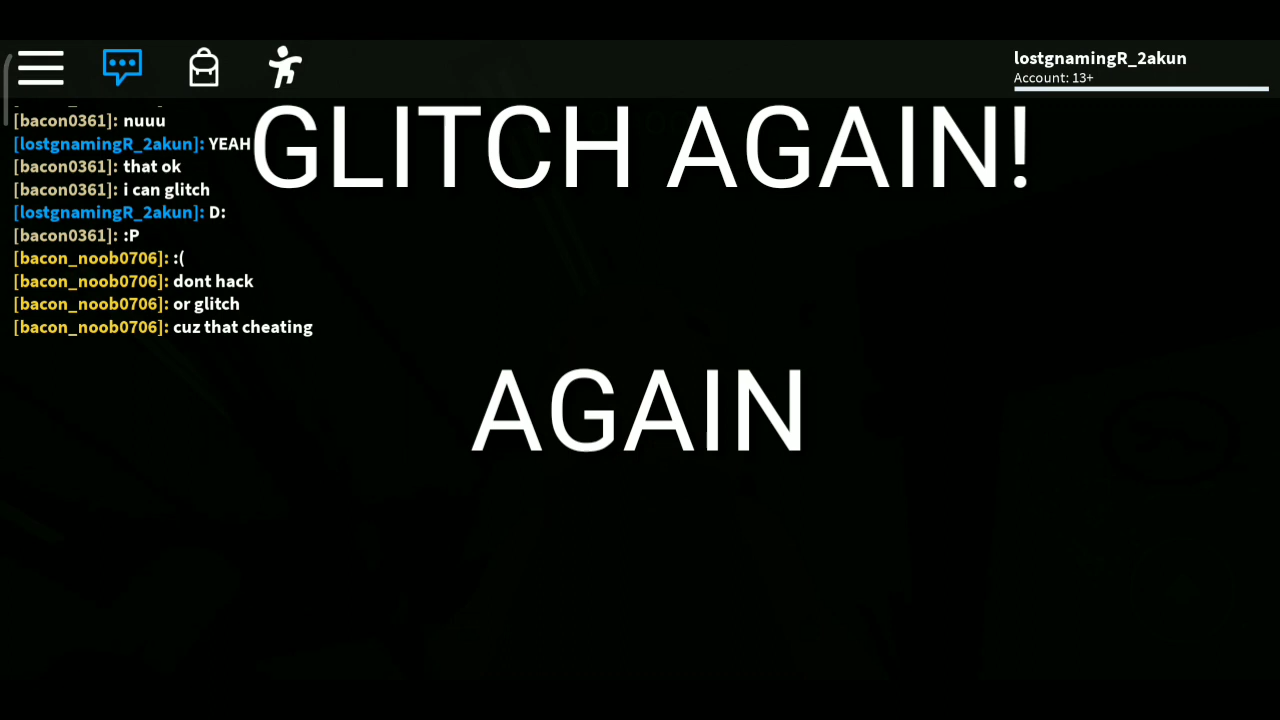 lostgnamingR_2akun
Account: 13+
[bacon0361]: nuuu
[lostgnamingR_2akun]: YEAH
[bacon0361]: that ok
[bacon0361]: i can glitch
[lostgnamingR_2akun]: D:
[bacon0361]: :P
[bacon_noob0706]: :(
[bacon_noob0706]: dont hack
[bacon_noob0706]: or glitch
[bacon_noob0706]: cuz that cheating
GLITCH AGAIN!
AGAIN